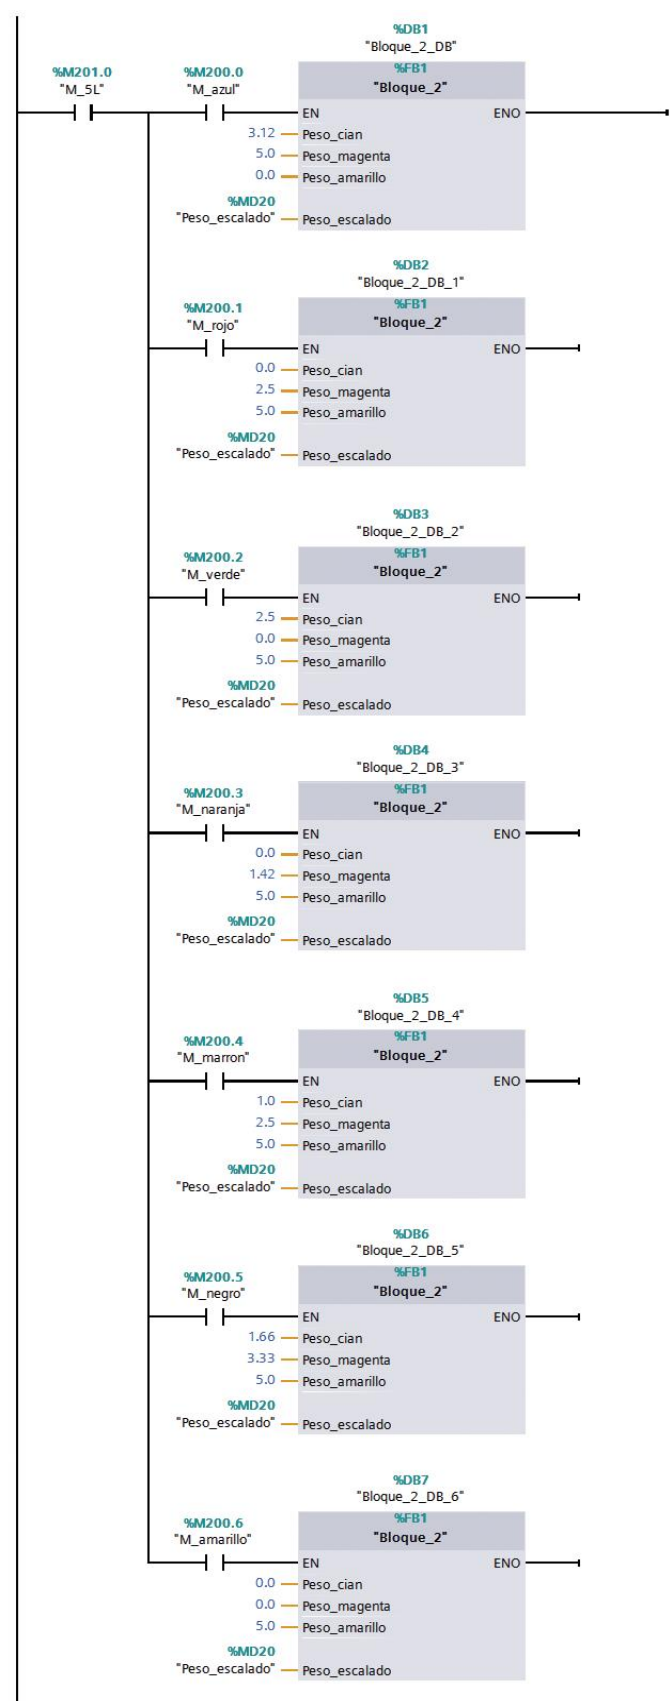 %DB1
"Bloque_2_DB"
%M201.0 %M200.0 %FB1
"M_5L" "M_azul" "Bloque_2"
EN ENO
3.12 Peso_cian
5.0 Peso_magenta
0.0 Peso_amarillo
%MD20
"Peso_escalado" Peso_escalado
%DB2
"Bloque_2_DB_1"
%M200.1 %FB1
"M_rojo" "Bloque_2"
EN ENO
0.0 Peso_cian
2.5 Peso_magenta
5.0 Peso_amarillo
%MD20
"Peso_escalado" Peso_escalado
%DB3
"Bloque_2_DB_2"
%M200.2 %FB1
"M_verde" "Bloque_2"
EN ENO
2.5 Peso_cian
0.0 Peso_magenta
5.0 Peso_amarillo
%MD20
"Peso_escalado" Peso_escalado
%DB4
"Bloque_2_DB_3"
%M200.3 %FB1
"M_naranja" "Bloque_2"
EN ENO
0.0 Peso_cian
1.42 Peso_magenta
5.0 Peso_amarillo
%MD20
"Peso_escalado" Peso_escalado
%DB5
"Bloque_2_DB_4"
%M200.4 %FB1
"M_marron" "Bloque_2"
EN ENO
1.0 Peso_cian
2.5 Peso_magenta
5.0 Peso_amarillo
%MD20
"Peso_escalado" Peso_escalado
%DB6
"Bloque_2_DB_5"
%M200.5 %FB1
"M_negro" "Bloque_2"
EN ENO
1.66 Peso_cian
3.33 Peso_magenta
5.0 Peso_amarillo
%MD20
"Peso_escalado" Peso_escalado
%DB7
"Bloque_2_DB_6"
%M200.6 %FB1
"M_amarillo" "Bloque_2"
EN ENO
0.0 Peso_cian
0.0 Peso_magenta
5.0 Peso_amarillo
%MD20
"Peso_escalado" Peso_escalado